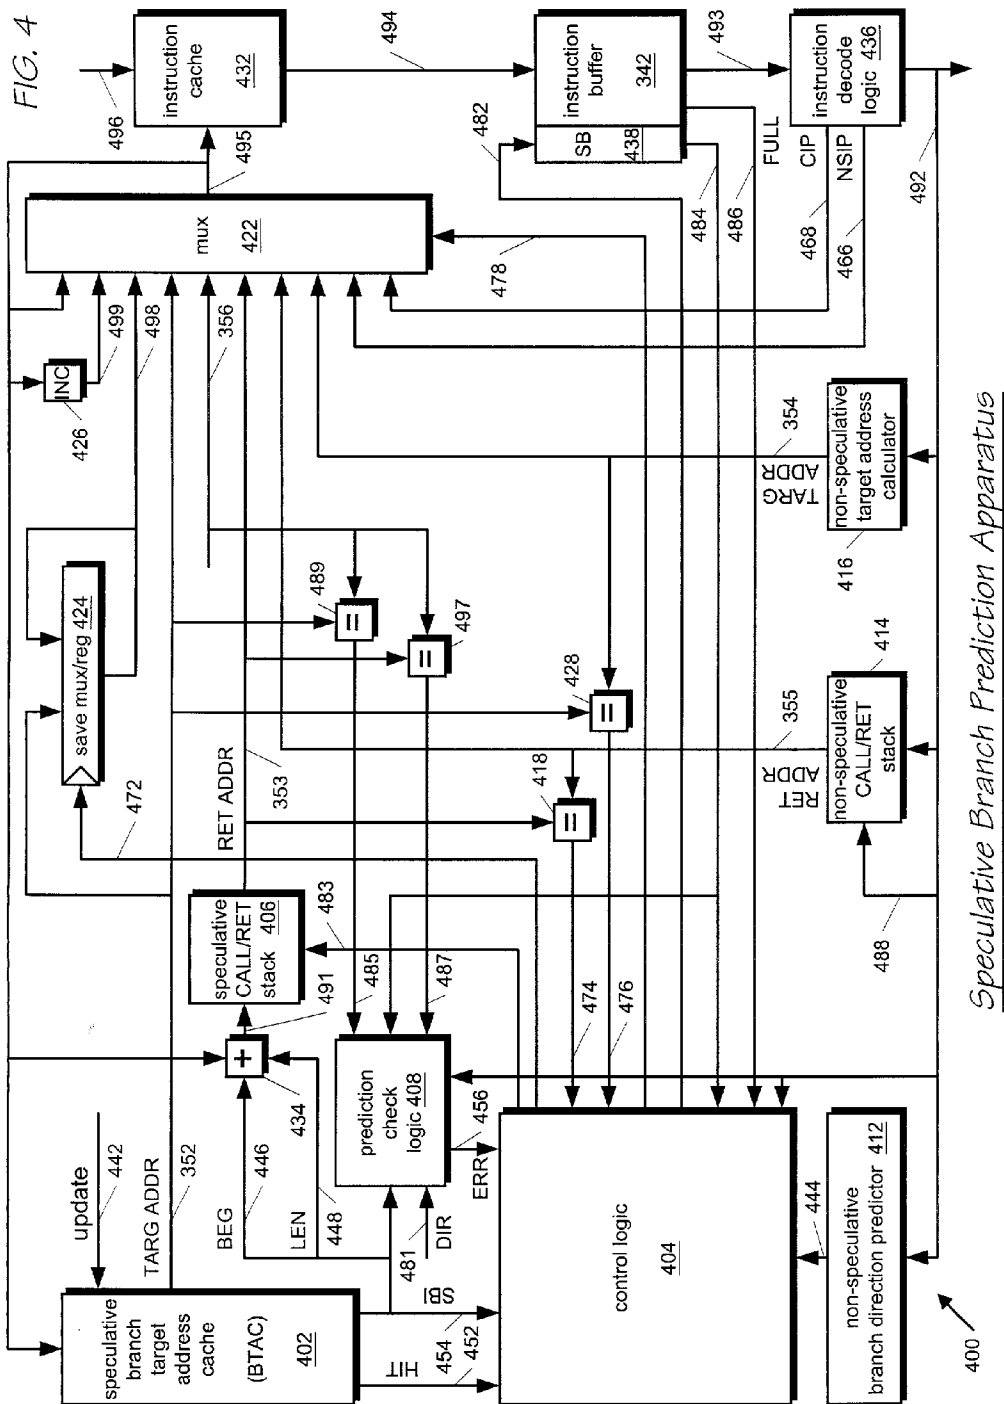 FIG. 4
496
instruction
cache
432
494
495
482
instruction
buffer
342
SB
438
493
instruction
decode
logic 436
FULL
CIP
NSIP
484
486
468
466
492
mux
422
478
INC
426
499
498
356
save mux/reg 424
472
489
=
497
=
428
=
418
=
RET ADDR
353
TARG
ADDR
354
non-speculative
target address
calculator
416
RET
ADDR
355
non-speculative
CALL/RET
stack
414
488
speculative
CALL/RET
stack 406
483
491
485
487
474
476
+
434
update
442
TARG ADDR
352
BEG
446
LEN
448
prediction
check
logic 408
456
ERR
481
DIR
SBI
454
HIT
452
speculative
branch
target
address
cache
(BTAC)
402
control logic
404
444
non-speculative
branch direction predictor 412
400
Speculative Branch Prediction Apparatus